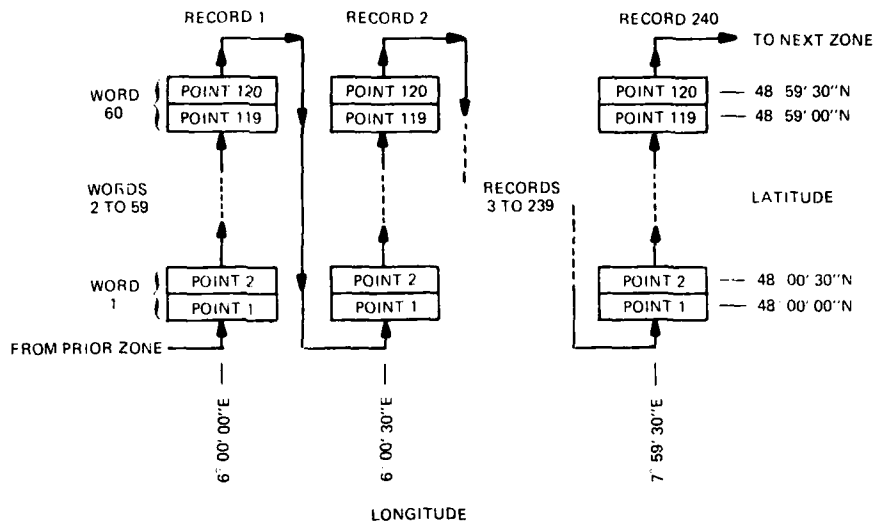 RECORD 1
RECORD 2
RECORD 240
TO NEXT ZONE
WORD
60
POINT 120
POINT 119
POINT 120
POINT 119
POINT 120
POINT 119
48 59' 30"N
48 59' 00"N
WORDS
2 TO 59
RECORDS
3 TO 239
LATITUDE
WORD
1
POINT 2
POINT 1
POINT 2
POINT 1
POINT 2
POINT 1
48 00' 30"N
48 00' 00"N
FROM PRIOR ZONE
6° 00' 00"E
6° 00' 30"E
7° 59' 30"E
LONGITUDE